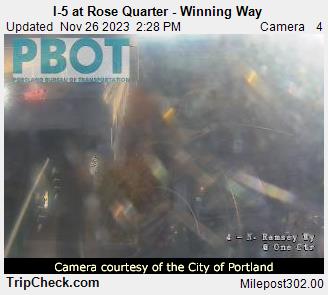 I-5 at Rose Quarter - Winning Way
Updated Nov 26 2023 2:28 PM Camera 4
PBOT
PORTLAND BUREAU OF TRANSPORTATION
4 - N. Ramsey Wy
@ One Ctr
Camera courtesy of the City of Portland
TripCheck.com Milepost302.00